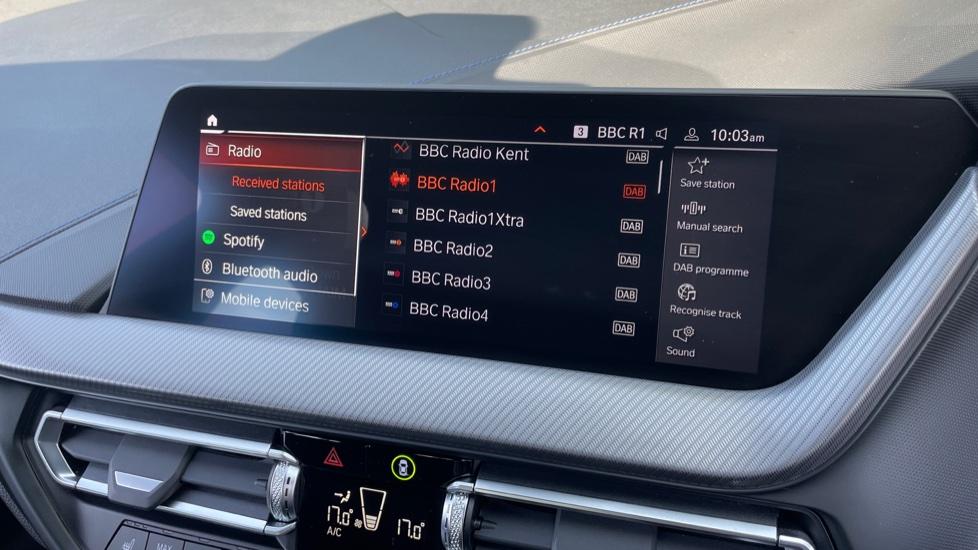 3 BBC R1 10:03am
Radio
Received stations
Saved stations
Spotify
Bluetooth audio
Mobile devices
BBC Radio Kent DAB
BBC Radio1 DAB
BBC Radio1Xtra DAB
BBC Radio2 DAB
BBC Radio3 DAB
BBC Radio4 DAB
Save station
Manual search
DAB programme
Recognise track
Sound
17.0° 17.0°
A/C
MAX